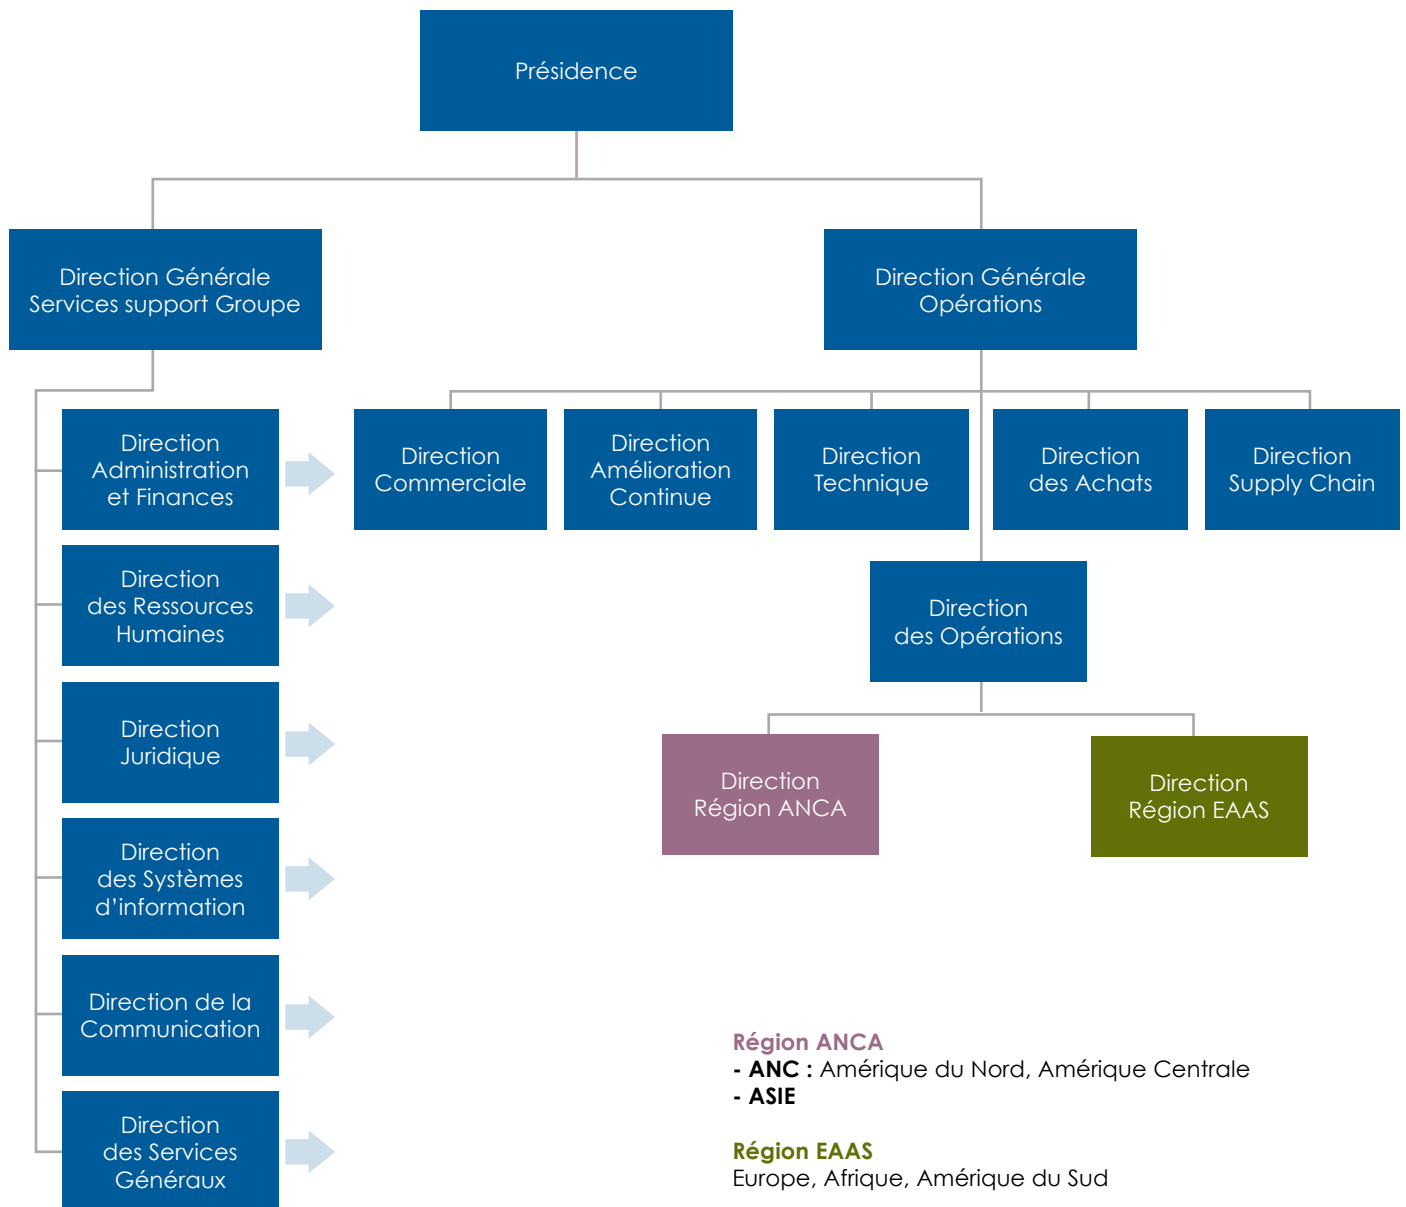 Présidence
Direction Générale
Services support Groupe
Direction Générale
Opérations
Direction
Administration
et Finances
Direction
Commerciale
Direction
Amélioration
Continue
Direction
Technique
Direction
des Achats
Direction
Supply Chain
Direction
des Ressources
Humaines
Direction
des Opérations
Direction
Juridique
Direction
Région ANCA
Direction
Région EAAS
Direction
des Systèmes
d’information
Direction de la
Communication
Direction
des Services
Généraux
Région ANCA
- ANC : Amérique du Nord, Amérique Centrale
- ASIE
Région EAAS
Europe, Afrique, Amérique du Sud